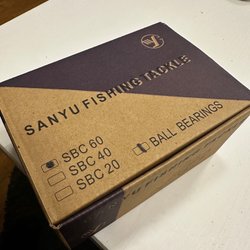 SANYU FISHING TACKLE
SBC 60
SBC 40
SBC 20
BALL BEARINGS